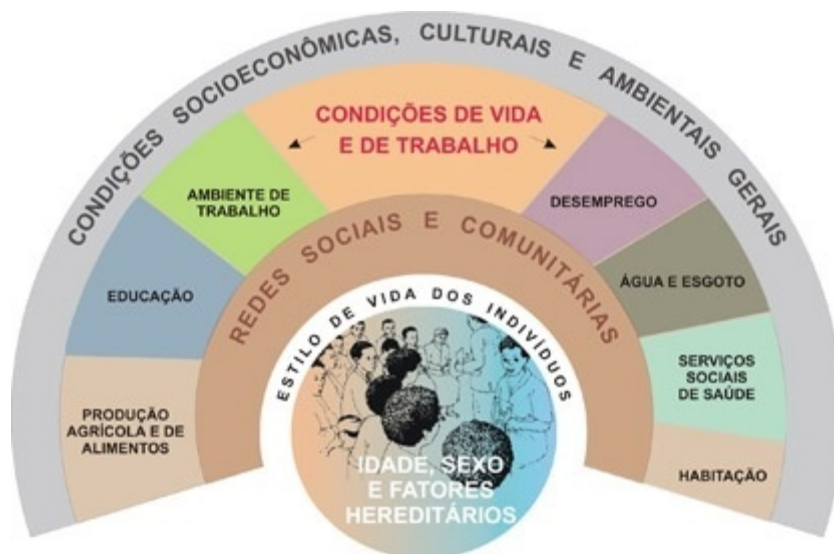 CONDIÇÕES SOCIOECONÔMICAS, CULTURAIS E AMBIENTAIS GERAIS
CONDIÇÕES DE VIDA
E DE TRABALHO
AMBIENTE DE
TRABALHO
DESEMPREGO
EDUCAÇÃO
ÁGUA E ESGOTO
PRODUÇÃO
AGRÍCOLA E DE
ALIMENTOS
SERVIÇOS
SOCIAIS
DE SAÚDE
HABITAÇÃO
REDES SOCIAIS E COMUNITÁRIAS
ESTILO DE VIDA DOS INDIVÍDUOS
IDADE, SEXO
E FATORES
HEREDITÁRIOS